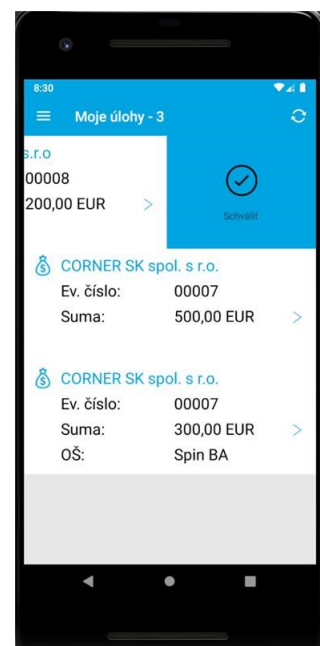 8:30
Moje úlohy - 3
s.r.o
00008
200,00 EUR
Schváliť
CORNER SK spol. s r.o.
Ev. číslo: 00007
Suma: 500,00 EUR
CORNER SK spol. s r.o.
Ev. číslo: 00007
Suma: 300,00 EUR
OŠ: Spin BA